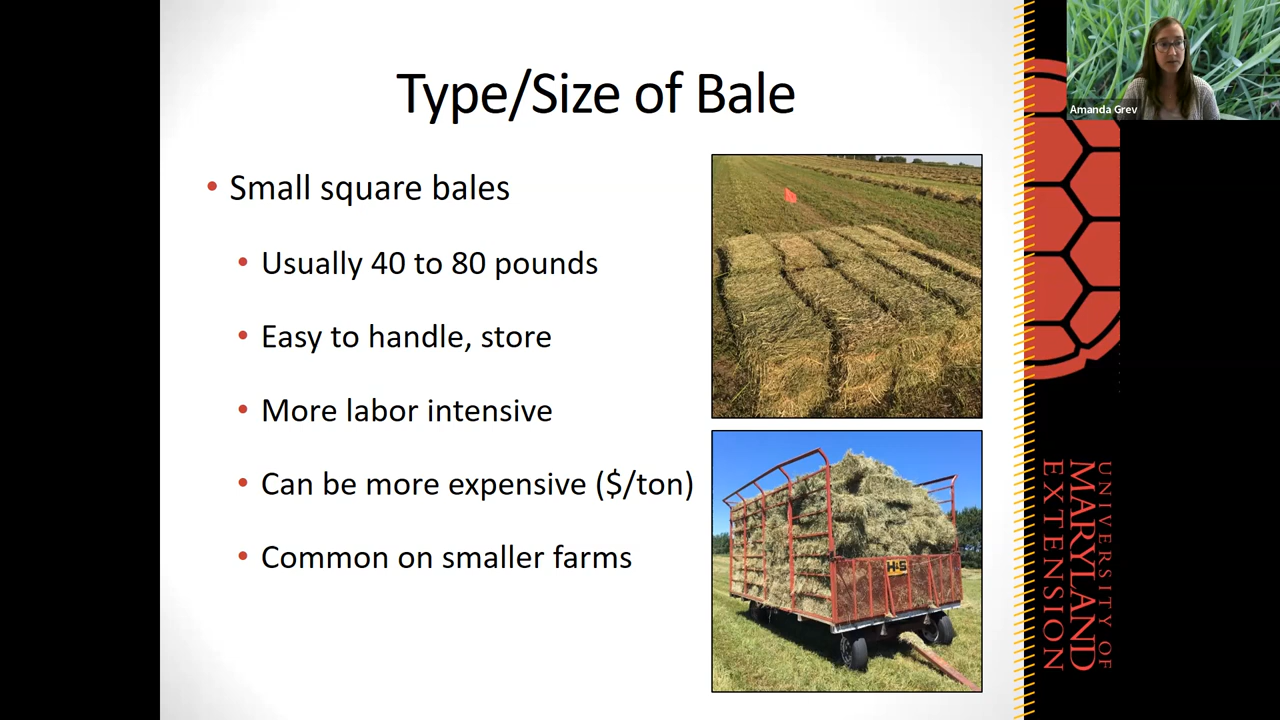 Type/Size of Bale
• Small square bales
• Usually 40 to 80 pounds
• Easy to handle, store
• More labor intensive
• Can be more expensive ($/ton)
• Common on smaller farms
H&S
Amanda Grev
UNIVERSITY OF
MARYLAND
EXTENSION